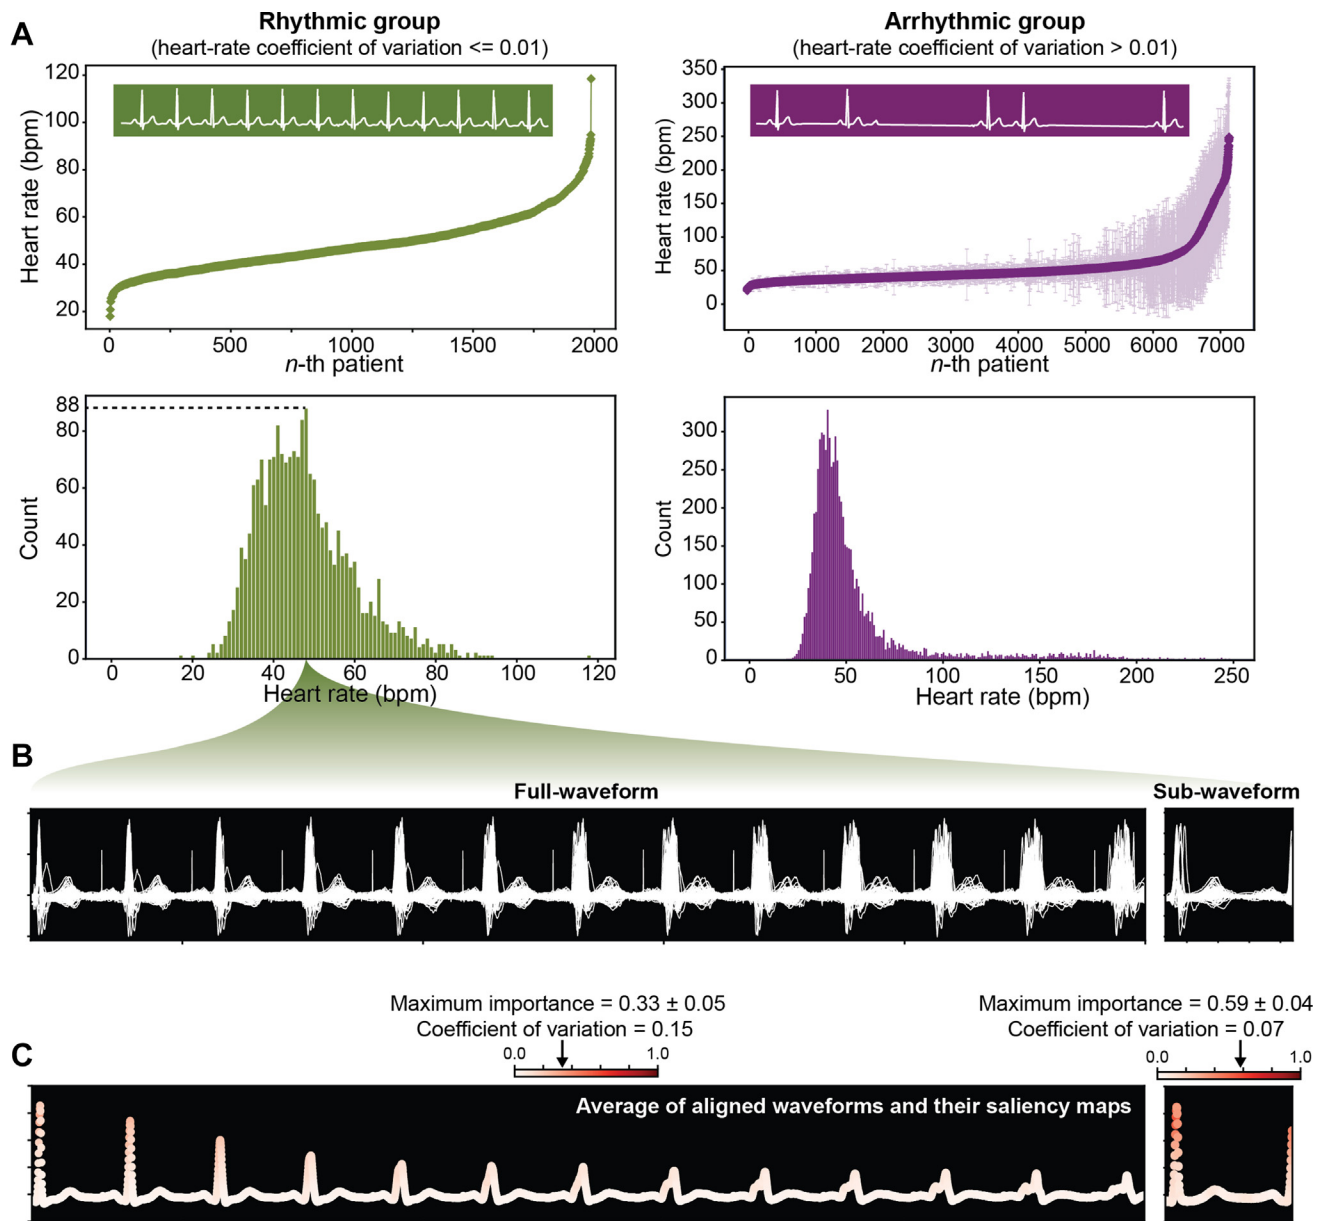 A
Rhythmic group
(heart-rate coefficient of variation <= 0.01)
Heart rate (bpm)
120
100
80
60
40
20
0
500
1000
1500
2000
n-th patient
Arrhythmic group
(heart-rate coefficient of variation > 0.01)
Heart rate (bpm)
350
300
250
200
150
100
50
0
0
1000
2000
3000
4000
5000
6000
7000
n-th patient
Count
88
80
60
40
20
0
0
20
40
60
80
100
120
Heart rate (bpm)
Count
300
250
200
150
100
50
0
0
50
100
150
200
250
Heart rate (bpm)
B
Full-waveform
Sub-waveform
Maximum importance = 0.33 ± 0.05
Coefficient of variation = 0.15
0.0
1.0
Maximum importance = 0.59 ± 0.04
Coefficient of variation = 0.07
0.0
1.0
C
Average of aligned waveforms and their saliency maps